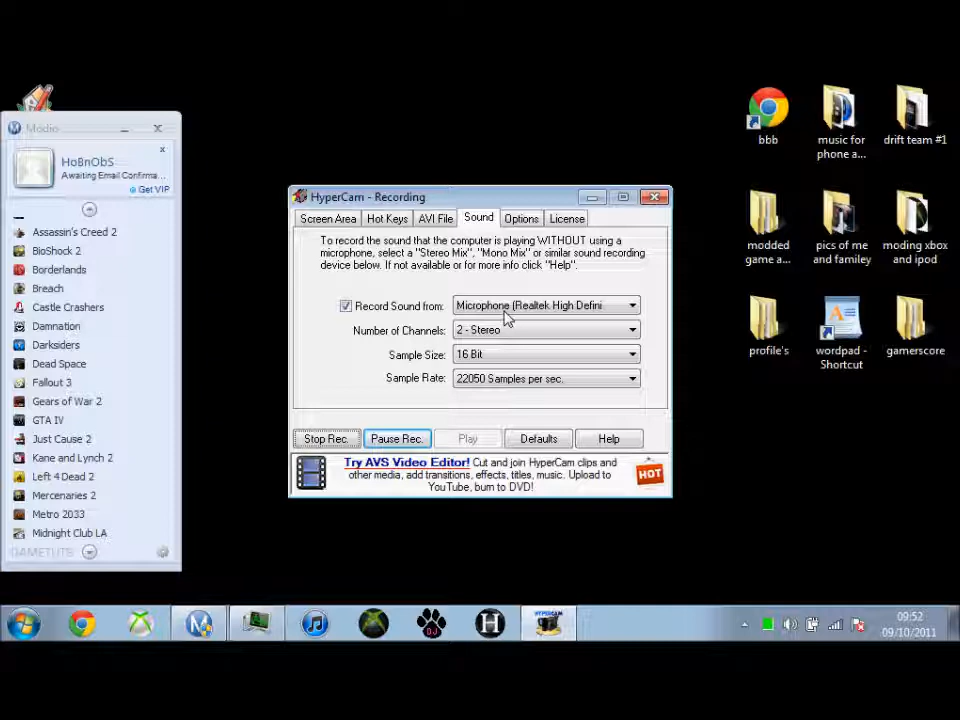 Modio
HoBnObS
Awaiting Email Confirma...
Get VIP
Assassin's Creed 2
BioShock 2
Borderlands
Breach
Castle Crashers
Damnation
Darksiders
Dead Space
Fallout 3
Gears of War 2
GTA IV
Just Cause 2
Kane and Lynch 2
Left 4 Dead 2
Mercenaries 2
Metro 2033
Midnight Club LA
GAMETUTS
HyperCam - Recording
Screen Area
Hot Keys
AVI File
Sound
Options
License
To record the sound that the computer is playing WITHOUT using a
microphone, select a "Stereo Mix", "Mono Mix" or similar sound recording
device below. If not available or for more info click "Help".
Record Sound from: Microphone (Realtek High Defini
Number of Channels: 2 - Stereo
Sample Size: 16 Bit
Sample Rate: 22050 Samples per sec.
Stop Rec.
Pause Rec.
Play
Defaults
Help
Try AVS Video Editor! Cut and join HyperCam clips and
other media, add transitions, effects, titles, music. Upload to
YouTube, burn to DVD!
HOT
bbb
music for
phone a...
drift team #1
modded
game a...
pics of me
and familey
moding xbox
and ipod
profile's
wordpad -
Shortcut
gamerscore
DJ
H
HYPERCAM
09:52
09/10/2011